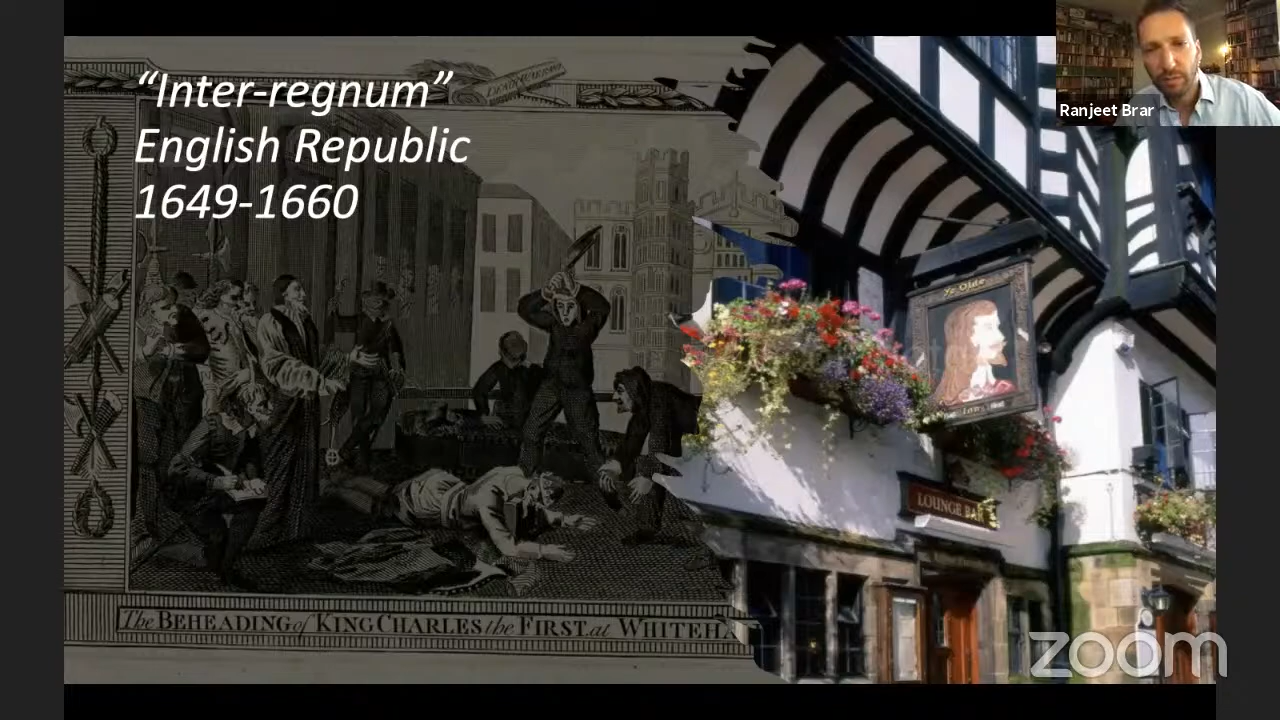 “Inter-regnum”
English Republic
1649-1660
Ranjeet Brar
Ye Olde
LOUNGE BAR
The BEHEADING of KING CHARLES the FIRST at WHITEH
zoom